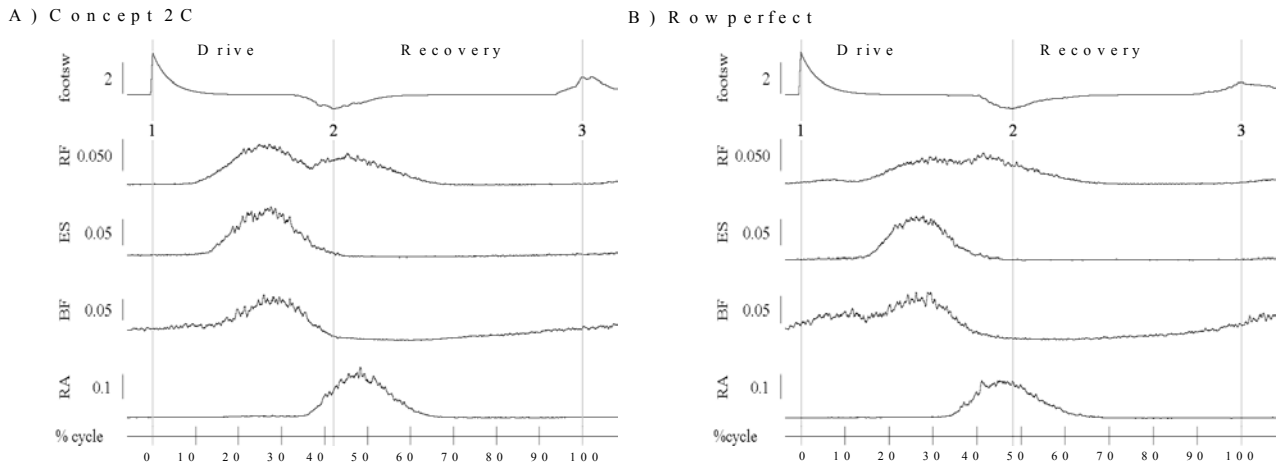 A ) Concept 2C
Drive
Recovery
footsw 2
1 2 3
RF 0.050
ES 0.05
BF 0.05
RA 0.1
% cycle
0 10 20 30 40 50 60 70 80 90 100
B ) Rowperfect
Drive
Recovery
footsw 2
1 2 3
RF 0.050
ES 0.05
BF 0.05
RA 0.1
%cycle
0 10 20 30 40 50 60 70 80 90 100